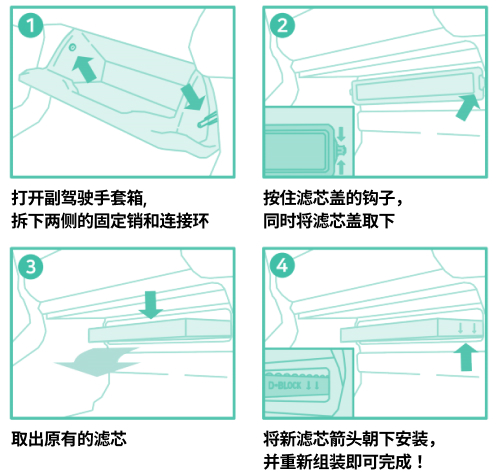 1
打开副驾驶手套箱,
拆下两侧的固定销和连接环
2
按住滤芯盖的钩子，
同时将滤芯盖取下
3
取出原有的滤芯
4
D-BLOCK ↓↓
将新滤芯箭头朝下安装，
并重新组装即可完成！